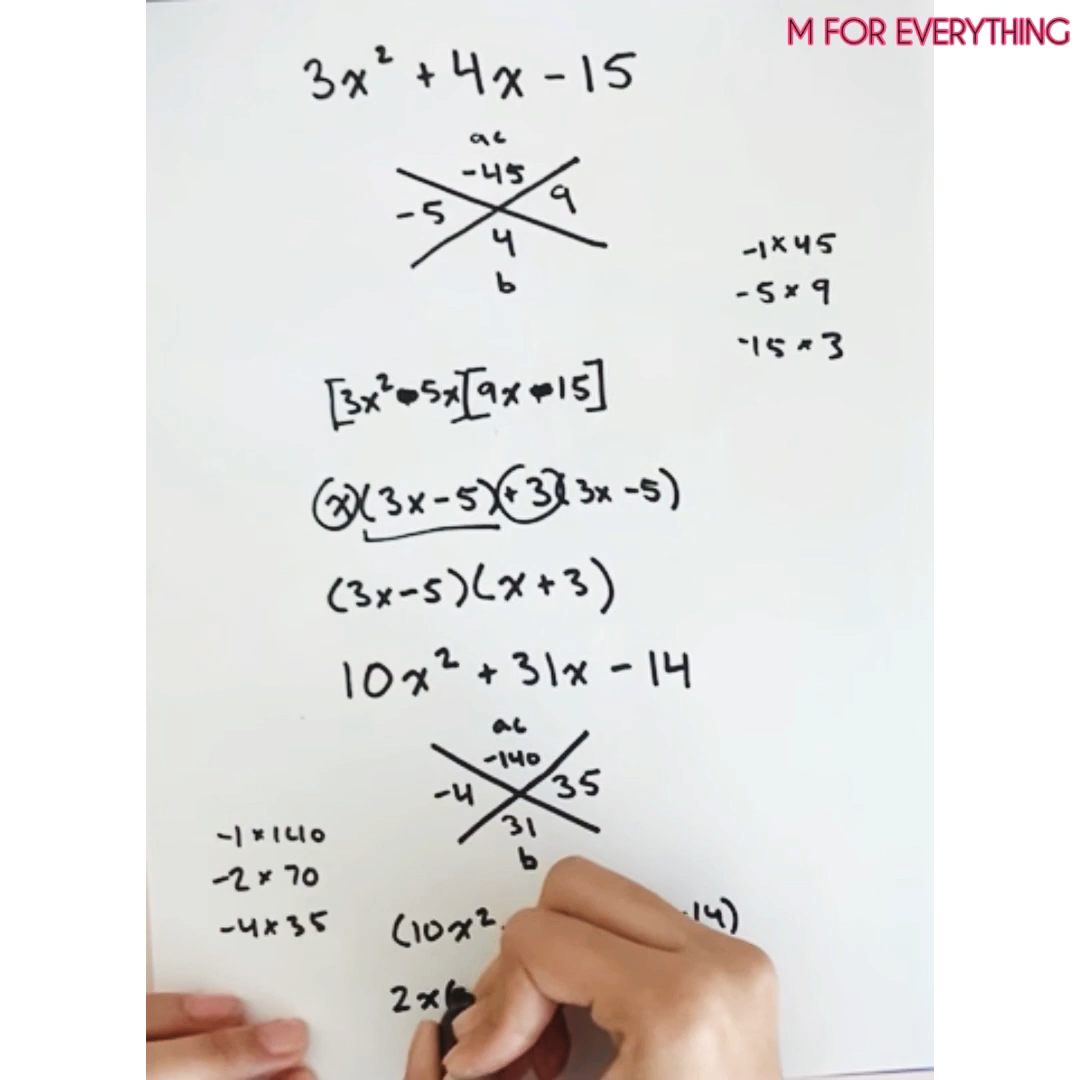 M FOR EVERYTHING
3x² + 4x - 15
ac
-45
-5 9
4
b
-1 × 45
-5 × 9
-15 × 3
[3x² - 5x][9x - 15]
(x)(3x - 5)(+3)(3x - 5)
(3x - 5)(x + 3)
10x² + 31x - 14
ac
-140
-4 35
31
b
-1 × 140
-2 × 70
-4 × 35
(10x² 14)
2x(